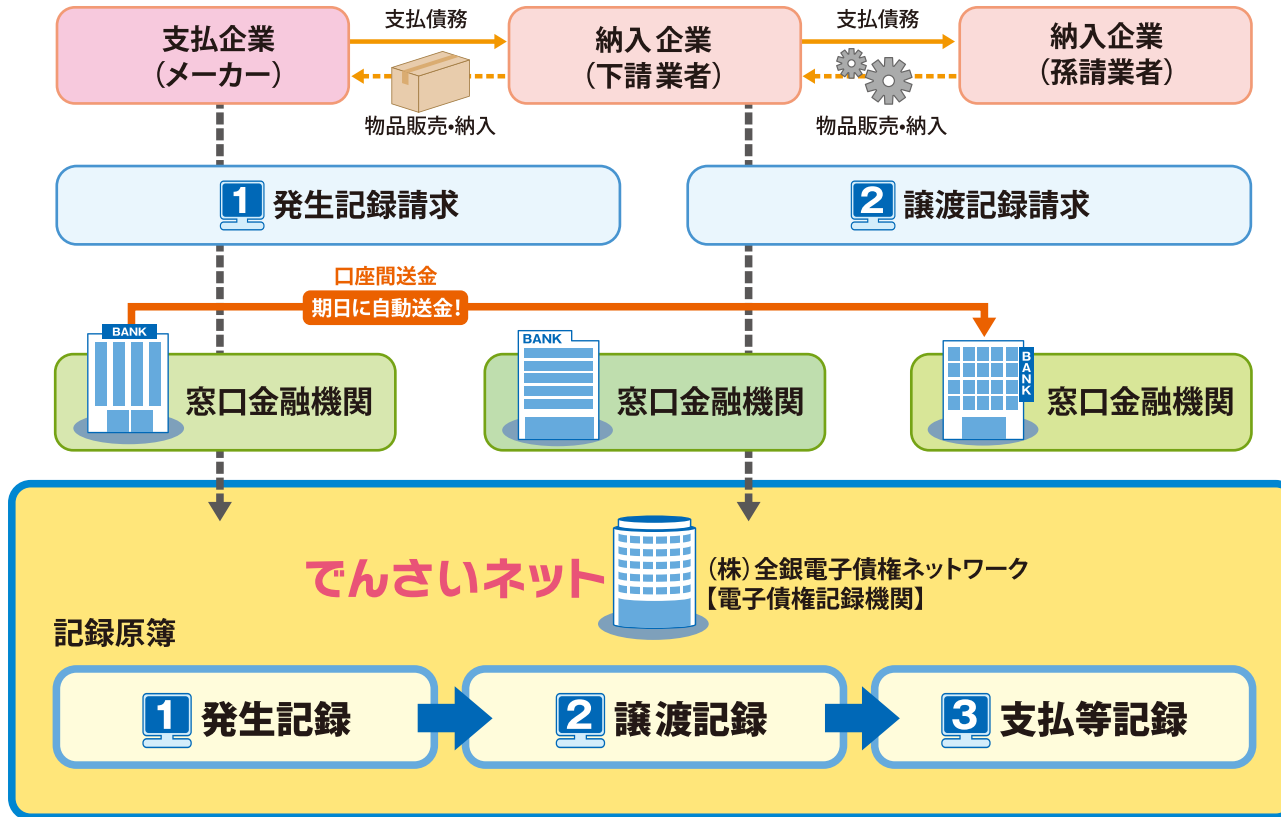 支払企業
（メーカー）
支払債務
物品販売・納入
納入企業
（下請業者）
支払債務
物品販売・納入
納入企業
（孫請業者）
1 発生記録請求
2 譲渡記録請求
口座間送金
期日に自動送金！
BANK
窓口金融機関
BANK
窓口金融機関
BANK
窓口金融機関
でんさいネット
（株）全銀電子債権ネットワーク
【電子債権記録機関】
記録原簿
1 発生記録
2 譲渡記録
3 支払等記録